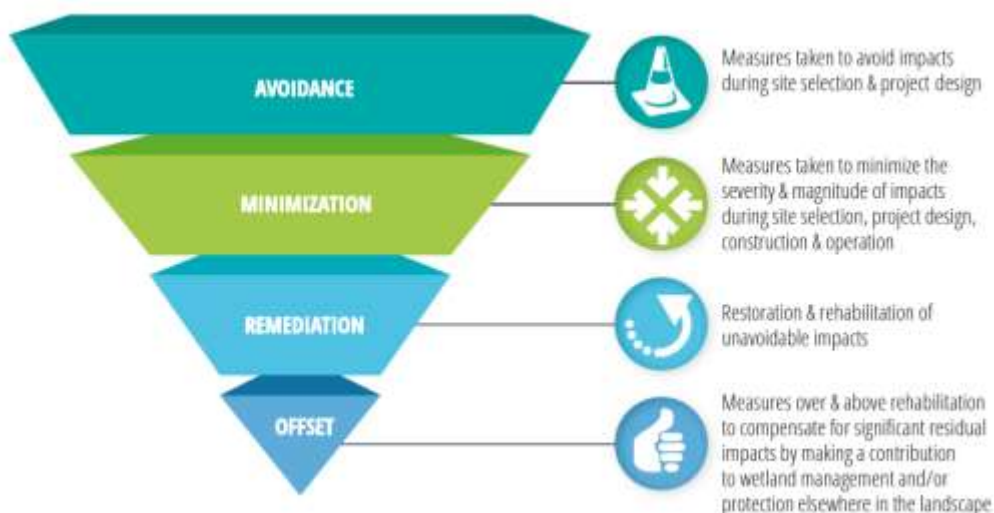 AVOIDANCE
Measures taken to avoid impacts
during site selection & project design
MINIMIZATION
Measures taken to minimize the
severity & magnitude of impacts
during site selection, project design,
construction & operation
REMEDIATION
Restoration & rehabilitation of
unavoidable impacts
OFFSET
Measures over & above rehabilitation
to compensate for significant residual
impacts by making a contribution
to wetland management and/or
protection elsewhere in the landscape